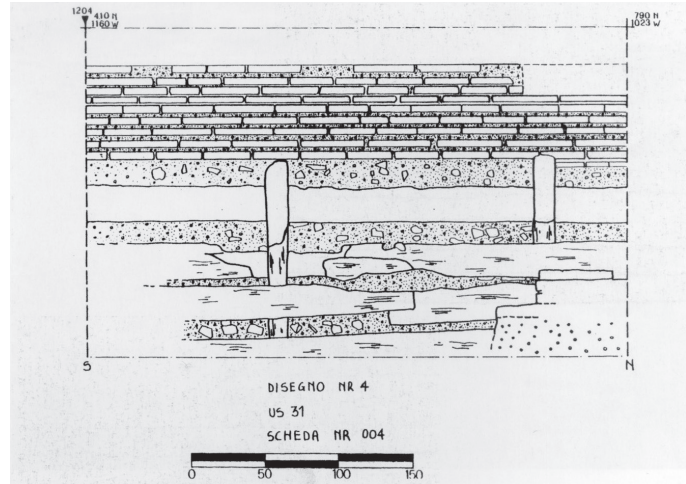 1204
410 N
1160 W
790 N
1023 W
S
N
DISEGNO NR 4
US 31
SCHEDA NR 004
0 50 100 150